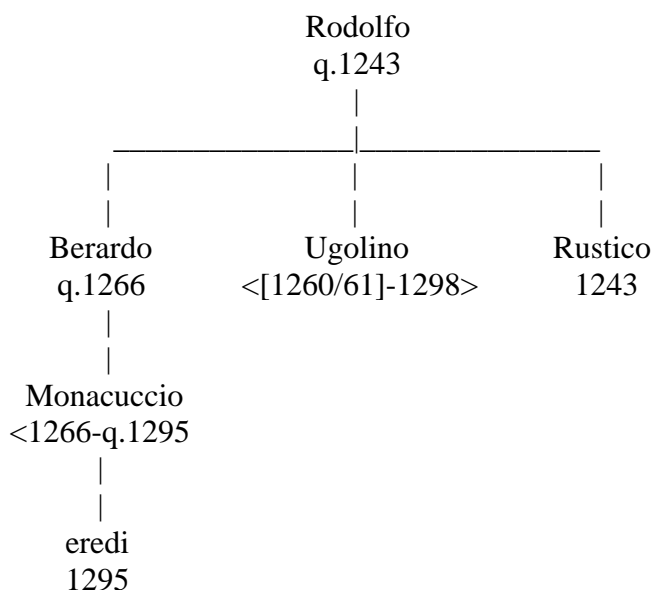 Rodolfo
q.1243
Berardo Ugolino Rustico
q.1266 <[1260/61]-1298> 1243
Monacuccio
<1266-q.1295
eredi
1295